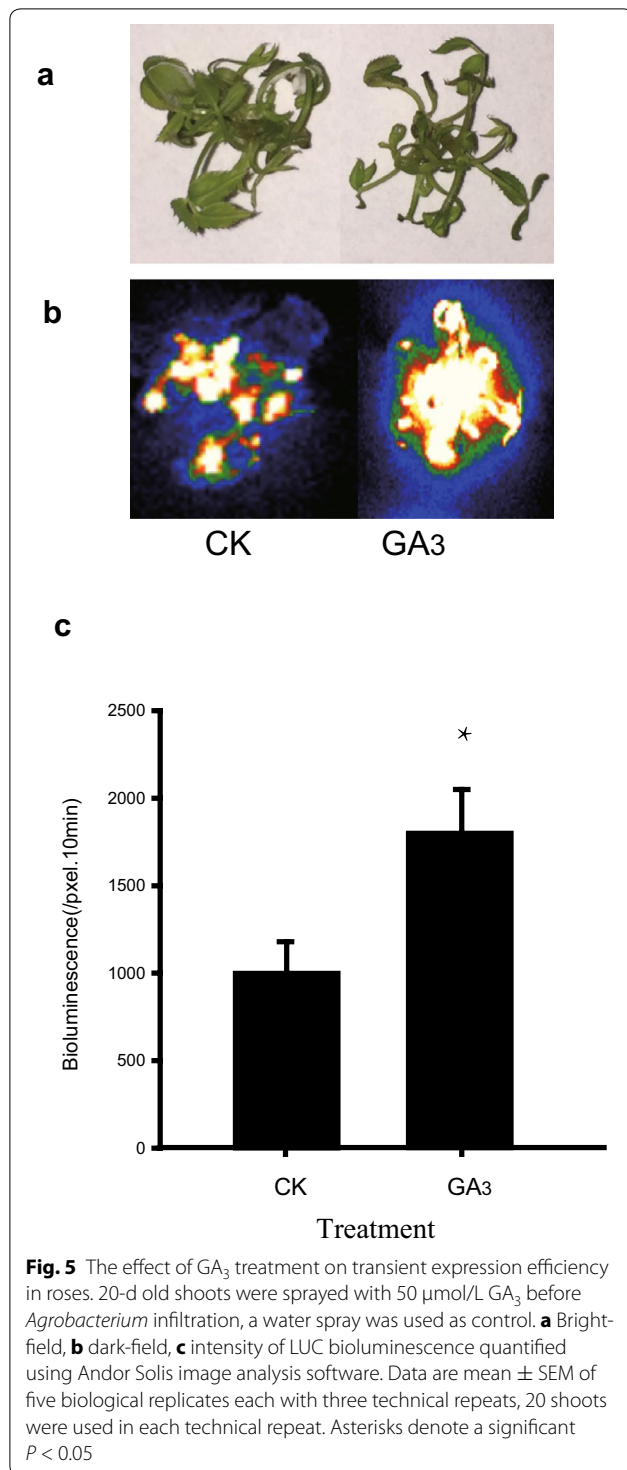 a
b
CK GA3
c
2500
2000
1500
1000
500
0
Bioluminescence(/pxel.10min)
*
CK GA3
Treatment
Fig. 5 The effect of GA₃ treatment on transient expression efficiency
in roses. 20-d old shoots were sprayed with 50 μmol/L GA₃ before
Agrobacterium infiltration, a water spray was used as control. a Bright-
field, b dark-field, c intensity of LUC bioluminescence quantified
using Andor Solis image analysis software. Data are mean ± SEM of
five biological replicates each with three technical repeats, 20 shoots
were used in each technical repeat. Asterisks denote a significant
P < 0.05